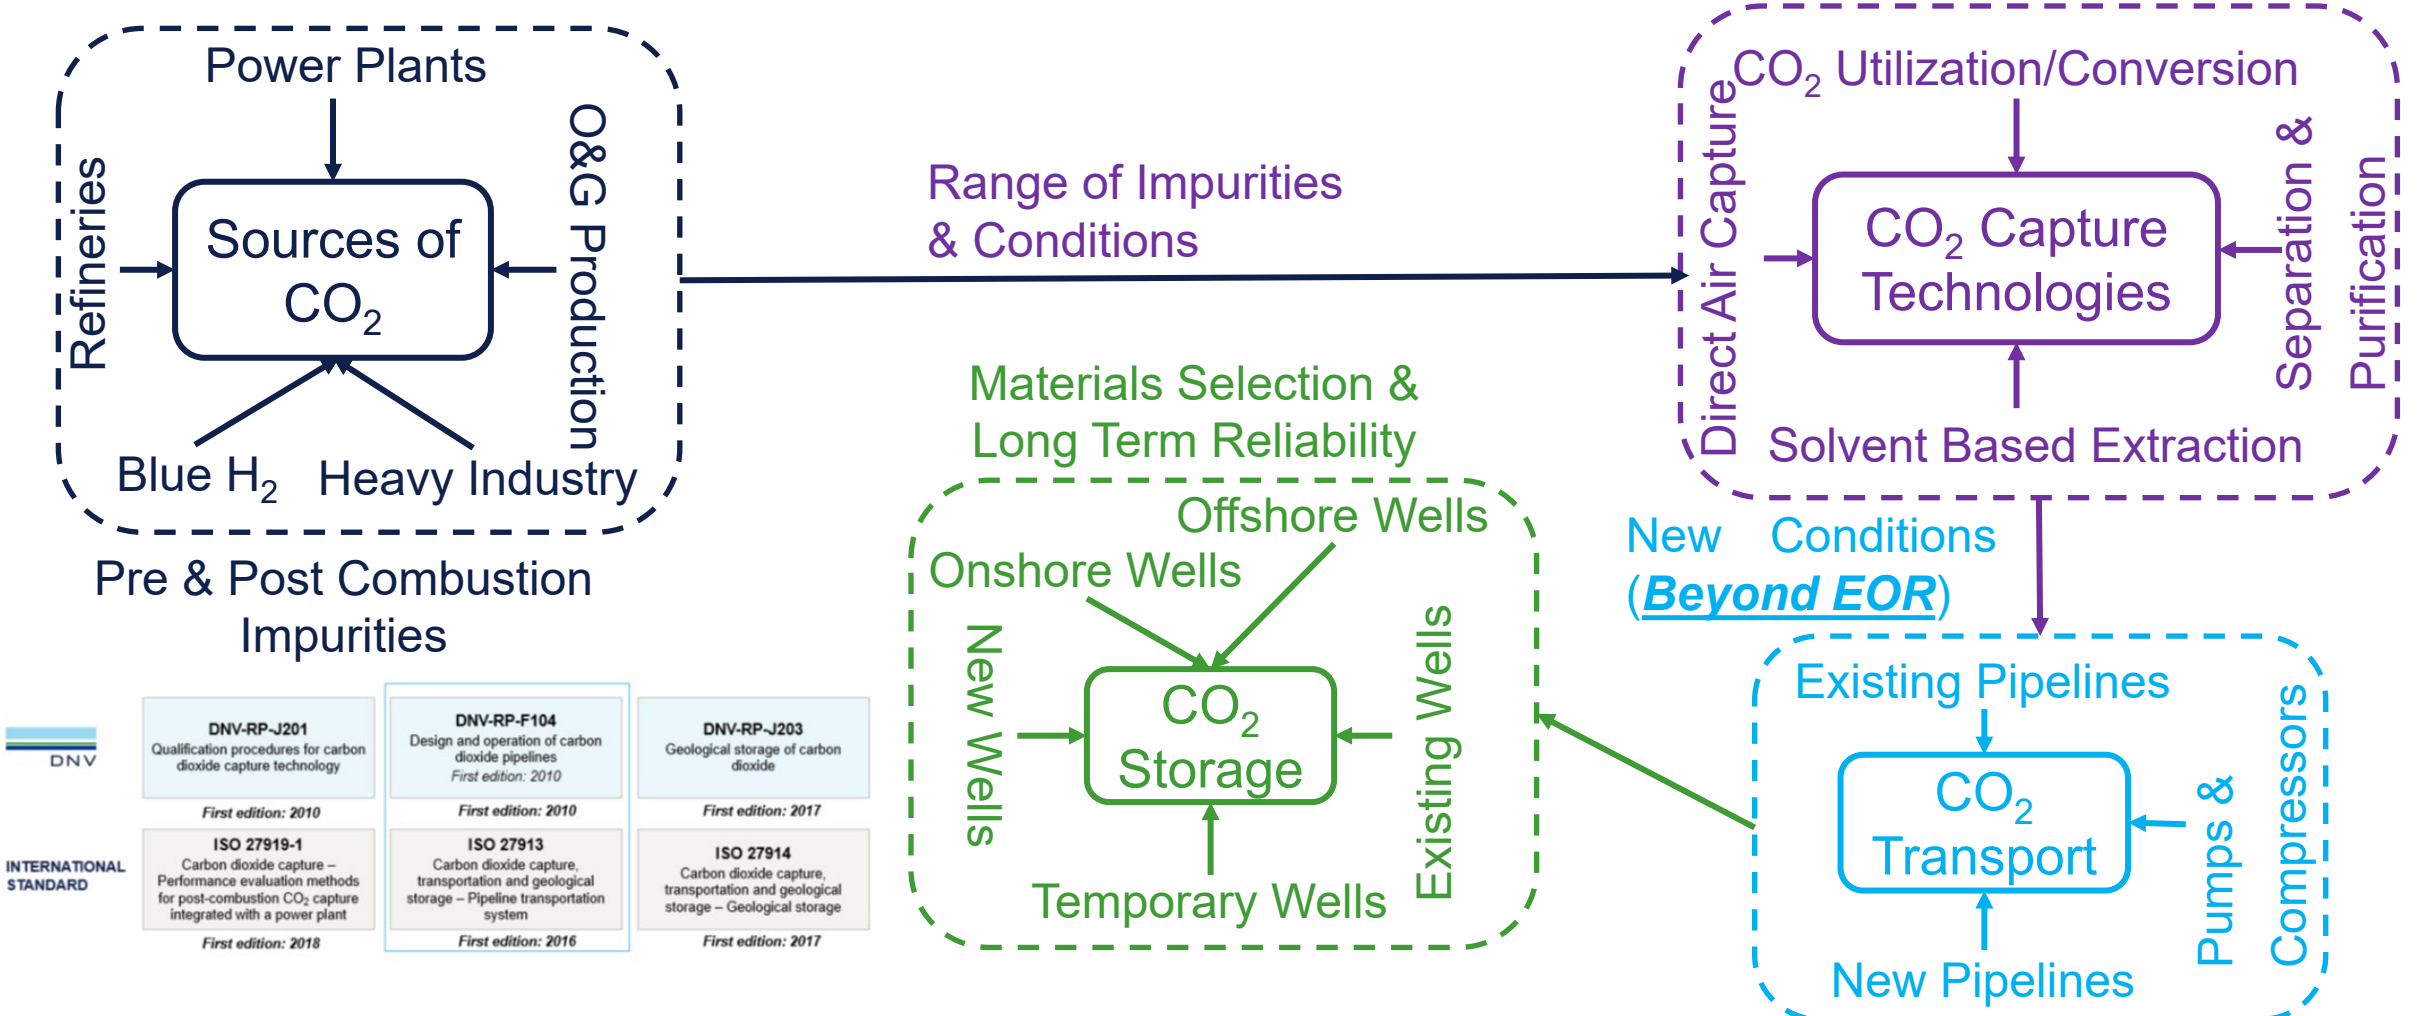 Power Plants
Refineries
O&G Production
Sources of
CO₂
Blue H₂
Heavy Industry
Pre & Post Combustion
Impurities
Range of Impurities
& Conditions
CO₂ Utilization/Conversion
Direct Air Capture
CO₂ Capture
Technologies
Separation &
Purification
Solvent Based Extraction
New Conditions
(Beyond EOR)
Existing Pipelines
CO₂
Transport
Pumps &
Compressors
New Pipelines
Materials Selection &
Long Term Reliability
Offshore Wells
Onshore Wells
New Wells
CO₂
Storage
Existing Wells
Temporary Wells
DNV
DNV-RP-J201
Qualification procedures for carbon
dioxide capture technology
First edition: 2010
DNV-RP-F104
Design and operation of carbon
dioxide pipelines
First edition: 2010
First edition: 2010
DNV-RP-J203
Geological storage of carbon
dioxide
First edition: 2017
INTERNATIONAL
STANDARD
ISO 27919-1
Carbon dioxide capture –
Performance evaluation methods
for post-combustion CO₂ capture
integrated with a power plant
First edition: 2018
ISO 27913
Carbon dioxide capture,
transportation and geological
storage – Pipeline transportation
system
First edition: 2016
ISO 27914
Carbon dioxide capture,
transportation and geological
storage – Geological storage
First edition: 2017